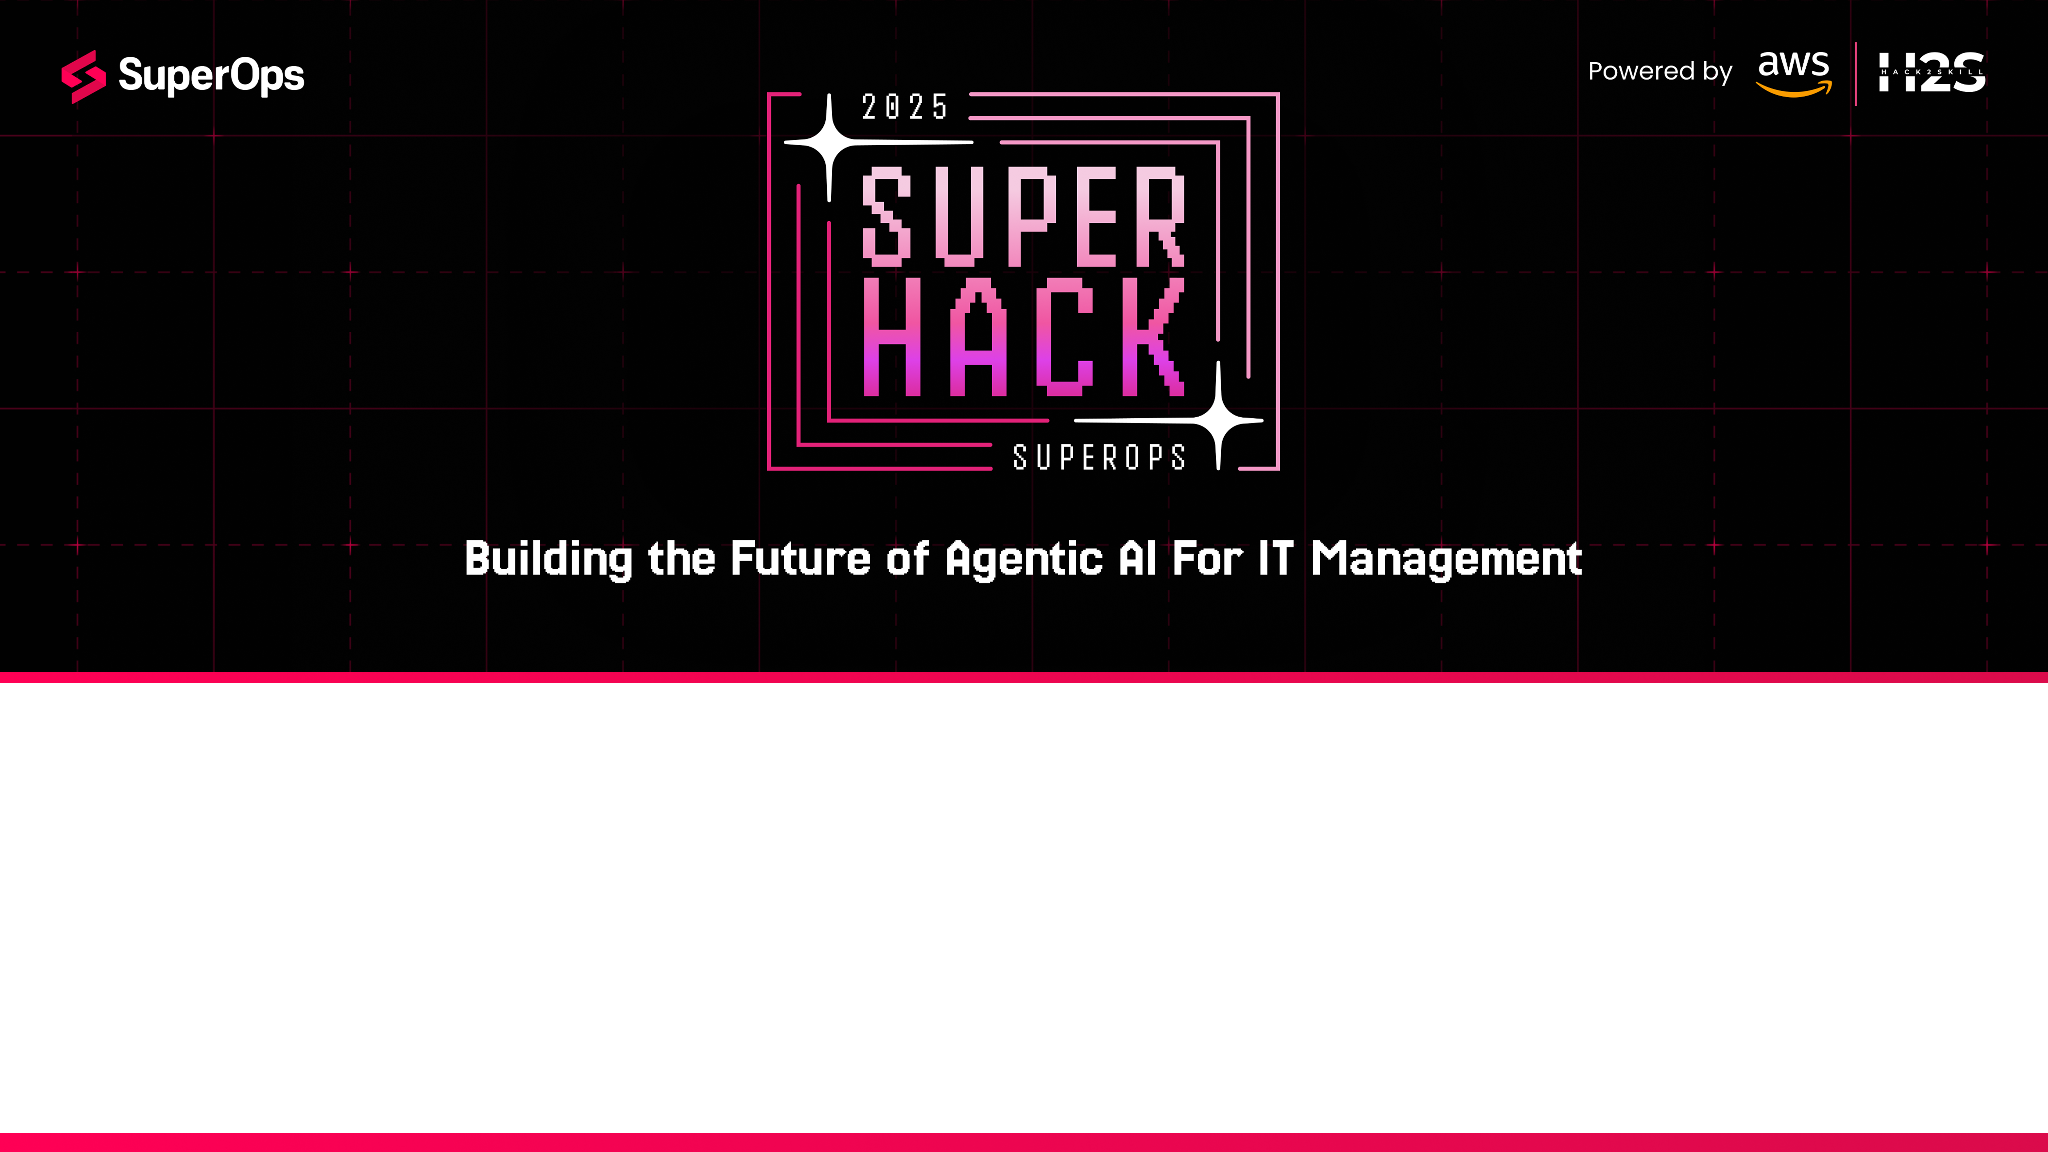 SuperOps
Powered by aws H2S
HACK2SKILL
2025
SUPER
HACK
SUPEROPS
Building the Future of Agentic AI For IT Management